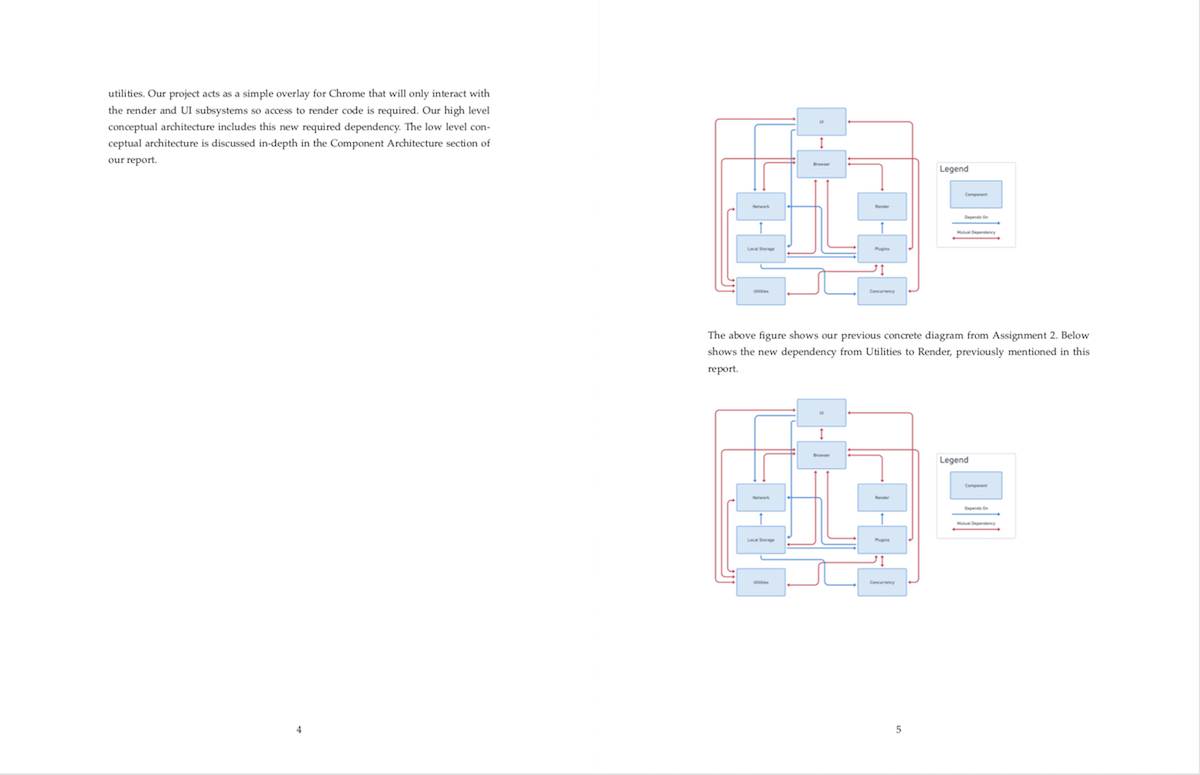 utilities. Our project acts as a simple overlay for Chrome that will only interact with
the render and UI subsystems so access to render code is required. Our high level
conceptual architecture includes this new required dependency. The low level con-
ceptual architecture is discussed in-depth in the Component Architecture section of
our report.
4
UI
Browser
Network
Render
Local Storage
Plugins
Utilities
Concurrency
Legend
Component
Depends On
Mutual Dependency
The above figure shows our previous concrete diagram from Assignment 2. Below
shows the new dependency from Utilities to Render, previously mentioned in this
report.
UI
Browser
Network
Render
Local Storage
Plugins
Utilities
Concurrency
Legend
Component
Depends On
Mutual Dependency
5